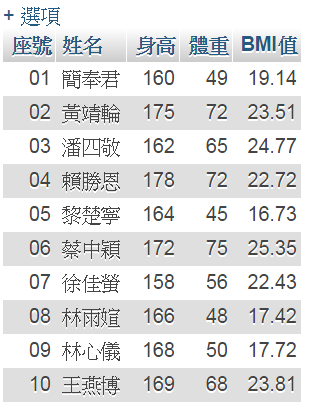 + 選項
座號 姓名 身高 體重 BMI值
01 簡奉君 160 49 19.14
02 黃靖輪 175 72 23.51
03 潘四敬 162 65 24.77
04 賴勝恩 178 72 22.72
05 黎楚寧 164 45 16.73
06 蔡中穎 172 75 25.35
07 徐佳螢 158 56 22.43
08 林雨媗 166 48 17.42
09 林心儀 168 50 17.72
10 王燕博 169 68 23.81